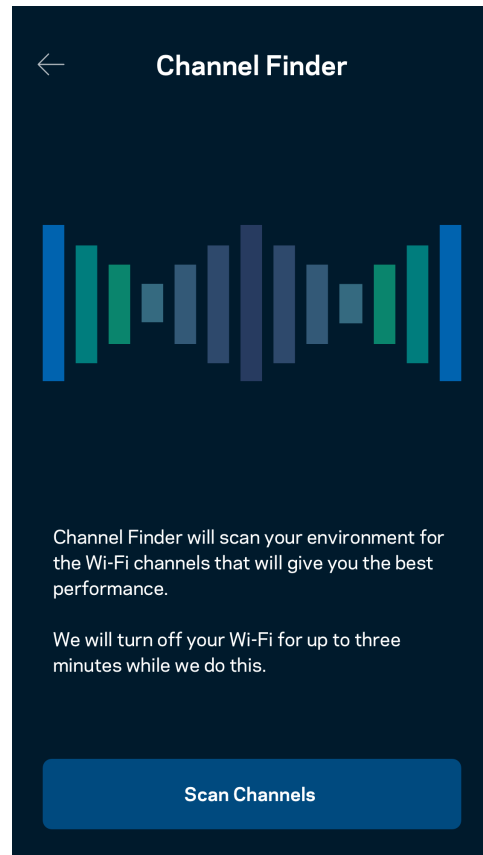 Channel Finder
Channel Finder will scan your environment for
the Wi-Fi channels that will give you the best
performance.
We will turn off your Wi-Fi for up to three
minutes while we do this.
Scan Channels